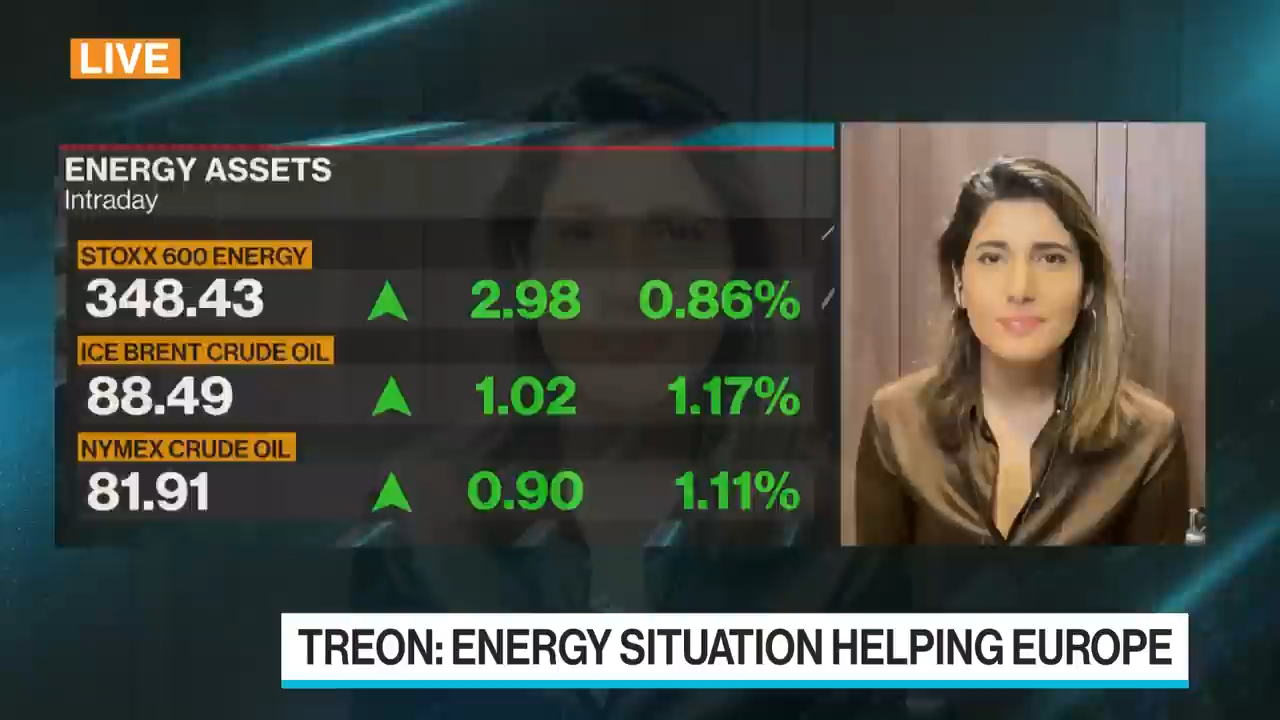 LIVE
ENERGY ASSETS
Intraday
STOXX 600 ENERGY
348.43 2.98 0.86%
ICE BRENT CRUDE OIL
88.49 1.02 1.17%
NYMEX CRUDE OIL
81.91 0.90 1.11%
TREON: ENERGY SITUATION HELPING EUROPE